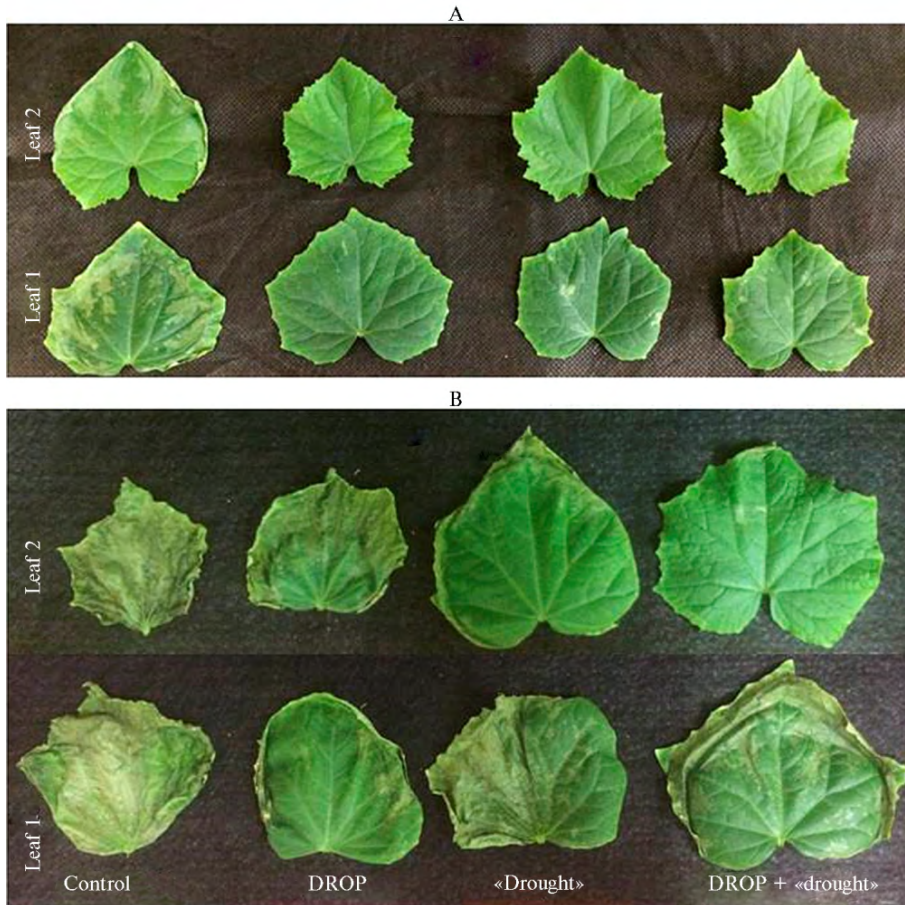 A
Leaf 2
Leaf 1
B
Leaf 2
Leaf 1
Control
DROP
«Drought»
DROP + «drought»